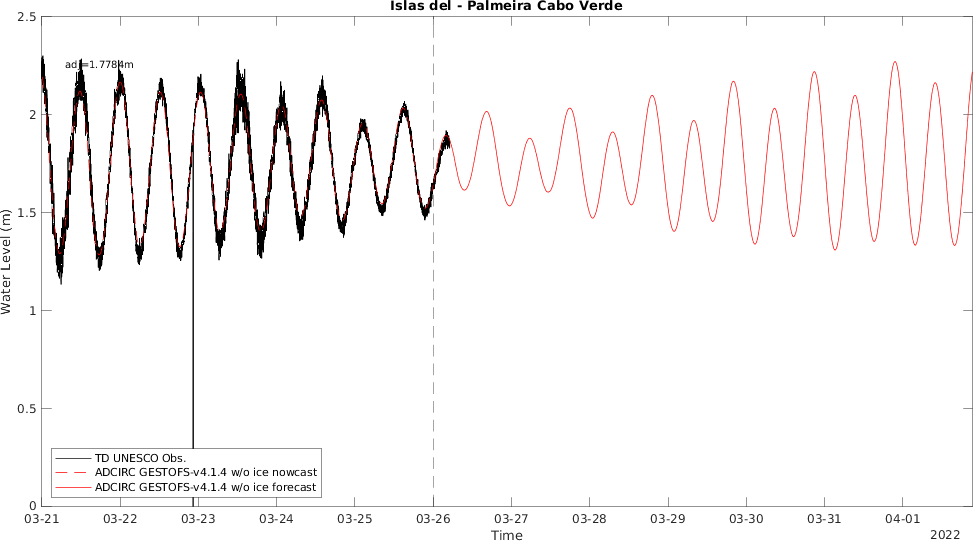 Islas del - Palmeira Cabo Verde
2.5
adj=1.7784m
2
1.5
Water Level (m)
1
0.5
TD UNESCO Obs.
ADCIRC GESTOFS-v4.1.4 w/o ice nowcast
ADCIRC GESTOFS-v4.1.4 w/o ice forecast
0
03-21 03-22 03-23 03-24 03-25 03-26 03-27 03-28 03-29 03-30 03-31 04-01
Time
2022